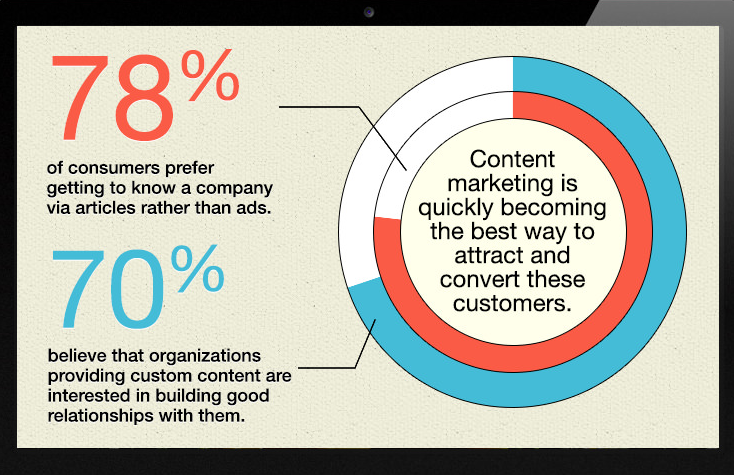 78%
of consumers prefer
getting to know a company
via articles rather than ads.
70%
believe that organizations
providing custom content are
interested in building good
relationships with them.
Content
marketing is
quickly becoming
the best way to
attract and
convert these
customers.